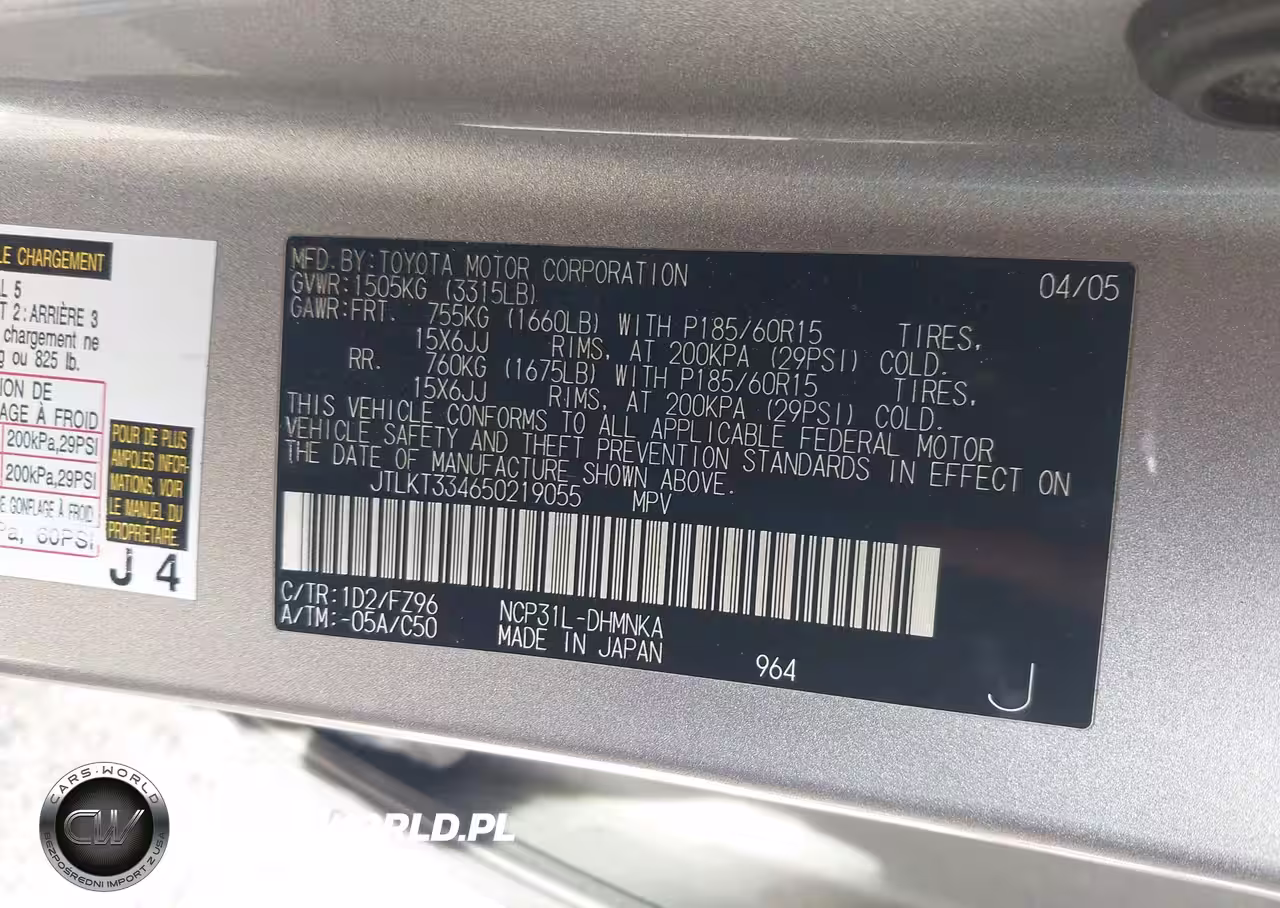 LE CHARGEMENT
L 5
T 2 : ARRIÈRE 3
chargement ne
g ou 825 lb.
ION DE
AGE À FROID
200kPa,29PSI
200kPa,29PSI
E GONFLAGE À FROID
Pa, 60PSI
POUR DE PLUS
AMPLES INFOR-
MATIONS, VOIR
LE MANUEL DU
PROPRIÉTAIRE.
J 4
MFD. BY: TOYOTA MOTOR CORPORATION 04/05
GVWR: 1505KG (3315LB)
GAWR: FRT. 755KG (1660LB) WITH P185/60R15 TIRES,
15X6JJ RIMS, AT 200KPA (29PSI) COLD.
RR. 760KG (1675LB) WITH P185/60R15 TIRES,
15X6JJ RIMS, AT 200KPA (29PSI) COLD.
THIS VEHICLE CONFORMS TO ALL APPLICABLE FEDERAL MOTOR
VEHICLE SAFETY AND THEFT PREVENTION STANDARDS IN EFFECT ON
THE DATE OF MANUFACTURE SHOWN ABOVE.
JTLKT334650219055 MPV
C/TR: 1D2/FZ96 NCP31L-DHMNKA
A/TM: -05A/C50 MADE IN JAPAN 964
J
CARS-WORLD
CW
BEZPOŚREDNI IMPORT Z USA
ORLD.PL